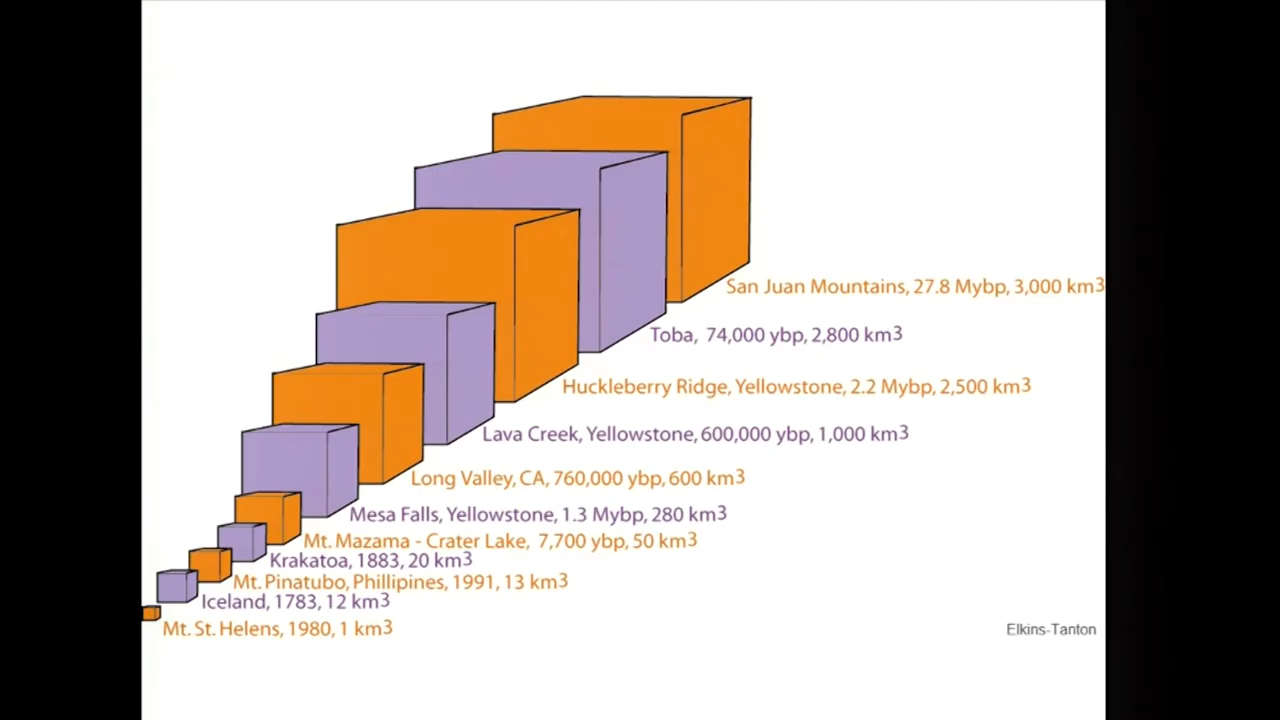 San Juan Mountains, 27.8 Mybp, 3,000 km3
Toba, 74,000 ybp, 2,800 km3
Huckleberry Ridge, Yellowstone, 2.2 Mybp, 2,500 km3
Lava Creek, Yellowstone, 600,000 ybp, 1,000 km3
Long Valley, CA, 760,000 ybp, 600 km3
Mesa Falls, Yellowstone, 1.3 Mybp, 280 km3
Mt. Mazama - Crater Lake, 7,700 ybp, 50 km3
Krakatoa, 1883, 20 km3
Mt. Pinatubo, Phillipines, 1991, 13 km3
Iceland, 1783, 12 km3
Mt. St. Helens, 1980, 1 km3
Elkins-Tanton